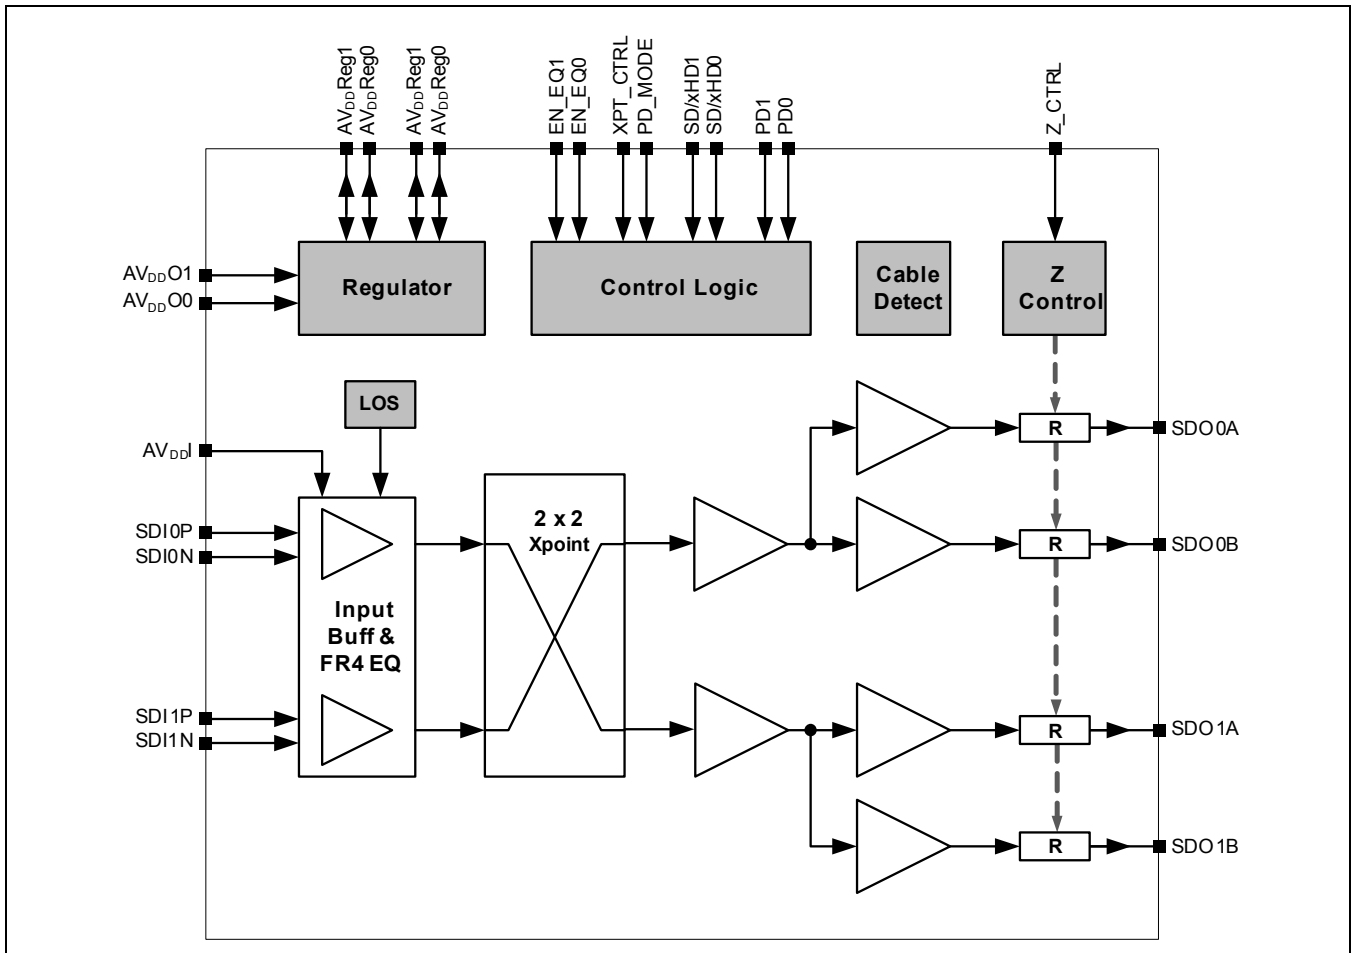 AVDDReg1
AVDDReg0
AVDDReg1
AVDDReg0
EN_EQ1
EN_EQ0
XPT_CTRL
PD_MODE
SD/xHD1
SD/xHD0
PD1
PD0
Z_CTRL
AVDDO1
AVDDO0
Regulator
Control Logic
Cable
Detect
Z
Control
LOS
AVDDI
SDI0P
SDI0N
SDI1P
SDI1N
Input
Buff &
FR4 EQ
2 x 2
Xpoint
R
SDO0A
R
SDO0B
R
SDO1A
R
SDO1B